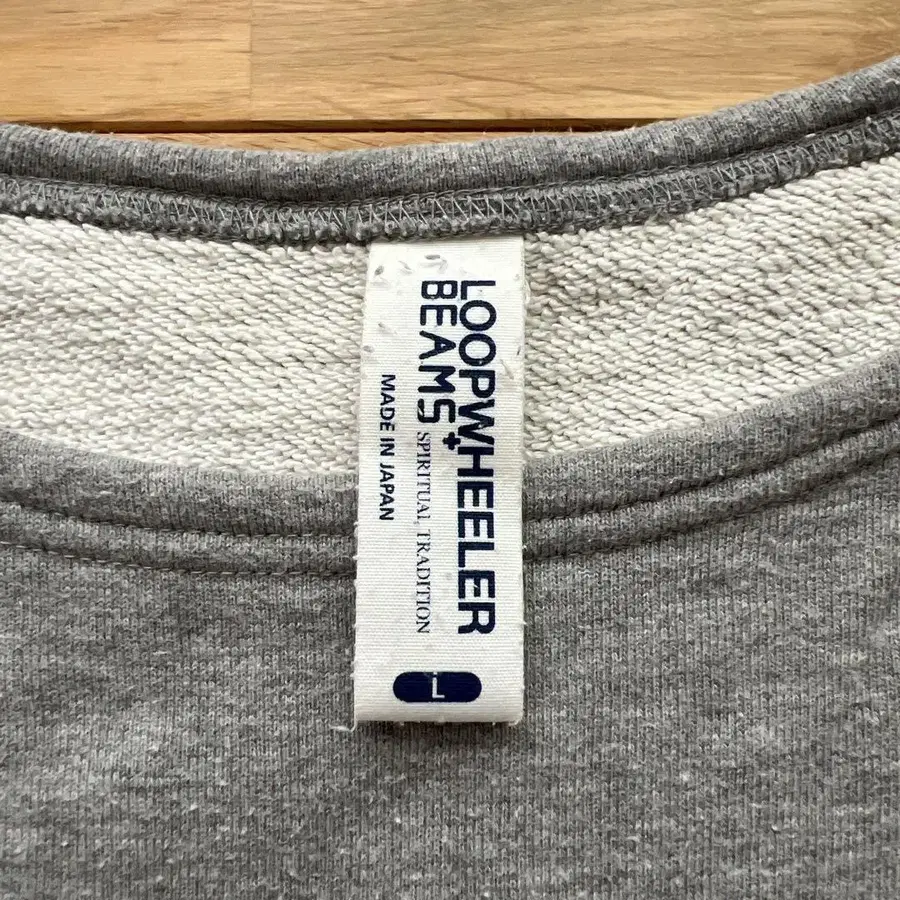 LOOPWHEELER
+
BEAMS
SPIRITUAL TRADITION
MADE IN JAPAN
L